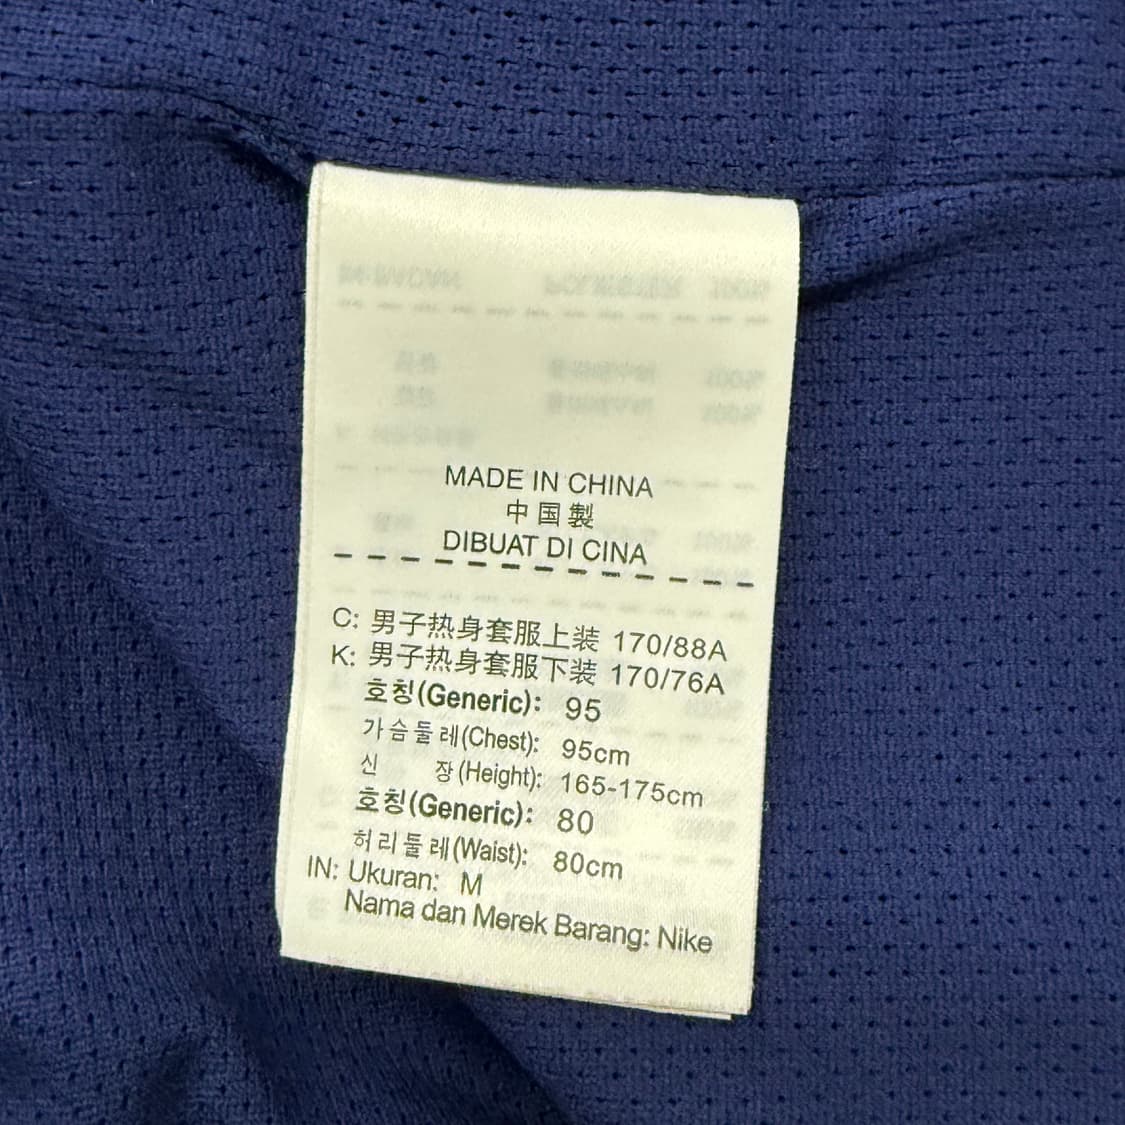 MADE IN CHINA
中国製
DIBUAT DI CINA
C: 男子热身套服上装 170/88A
K: 男子热身套服下装 170/76A
호칭(Generic): 95
가슴둘레(Chest): 95cm
신 장(Height): 165-175cm
호칭(Generic): 80
허리둘레(Waist): 80cm
IN: Ukuran: M
Nama dan Merek Barang: Nike